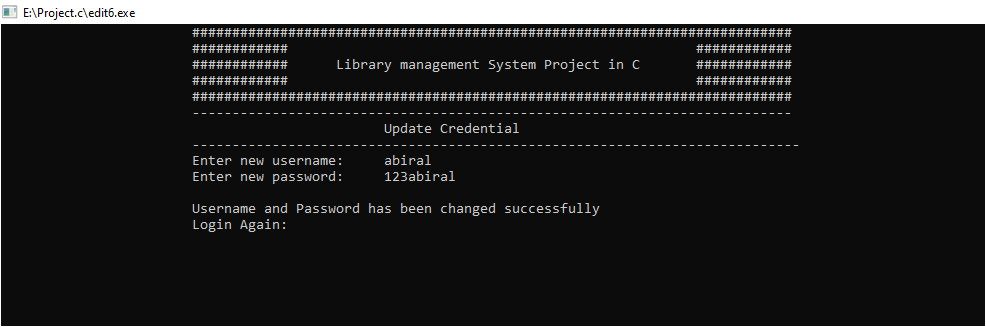 E:\Project.c\edit6.exe
###########################################################################
############                                                   ############
############      Library management System Project in C       ############
############                                                   ############
###########################################################################
---------------------------------------------------------------------------
                        Update Credential
----------------------------------------------------------------------------
Enter new username:     abiral
Enter new password:     123abiral
Username and Password has been changed successfully
Login Again: